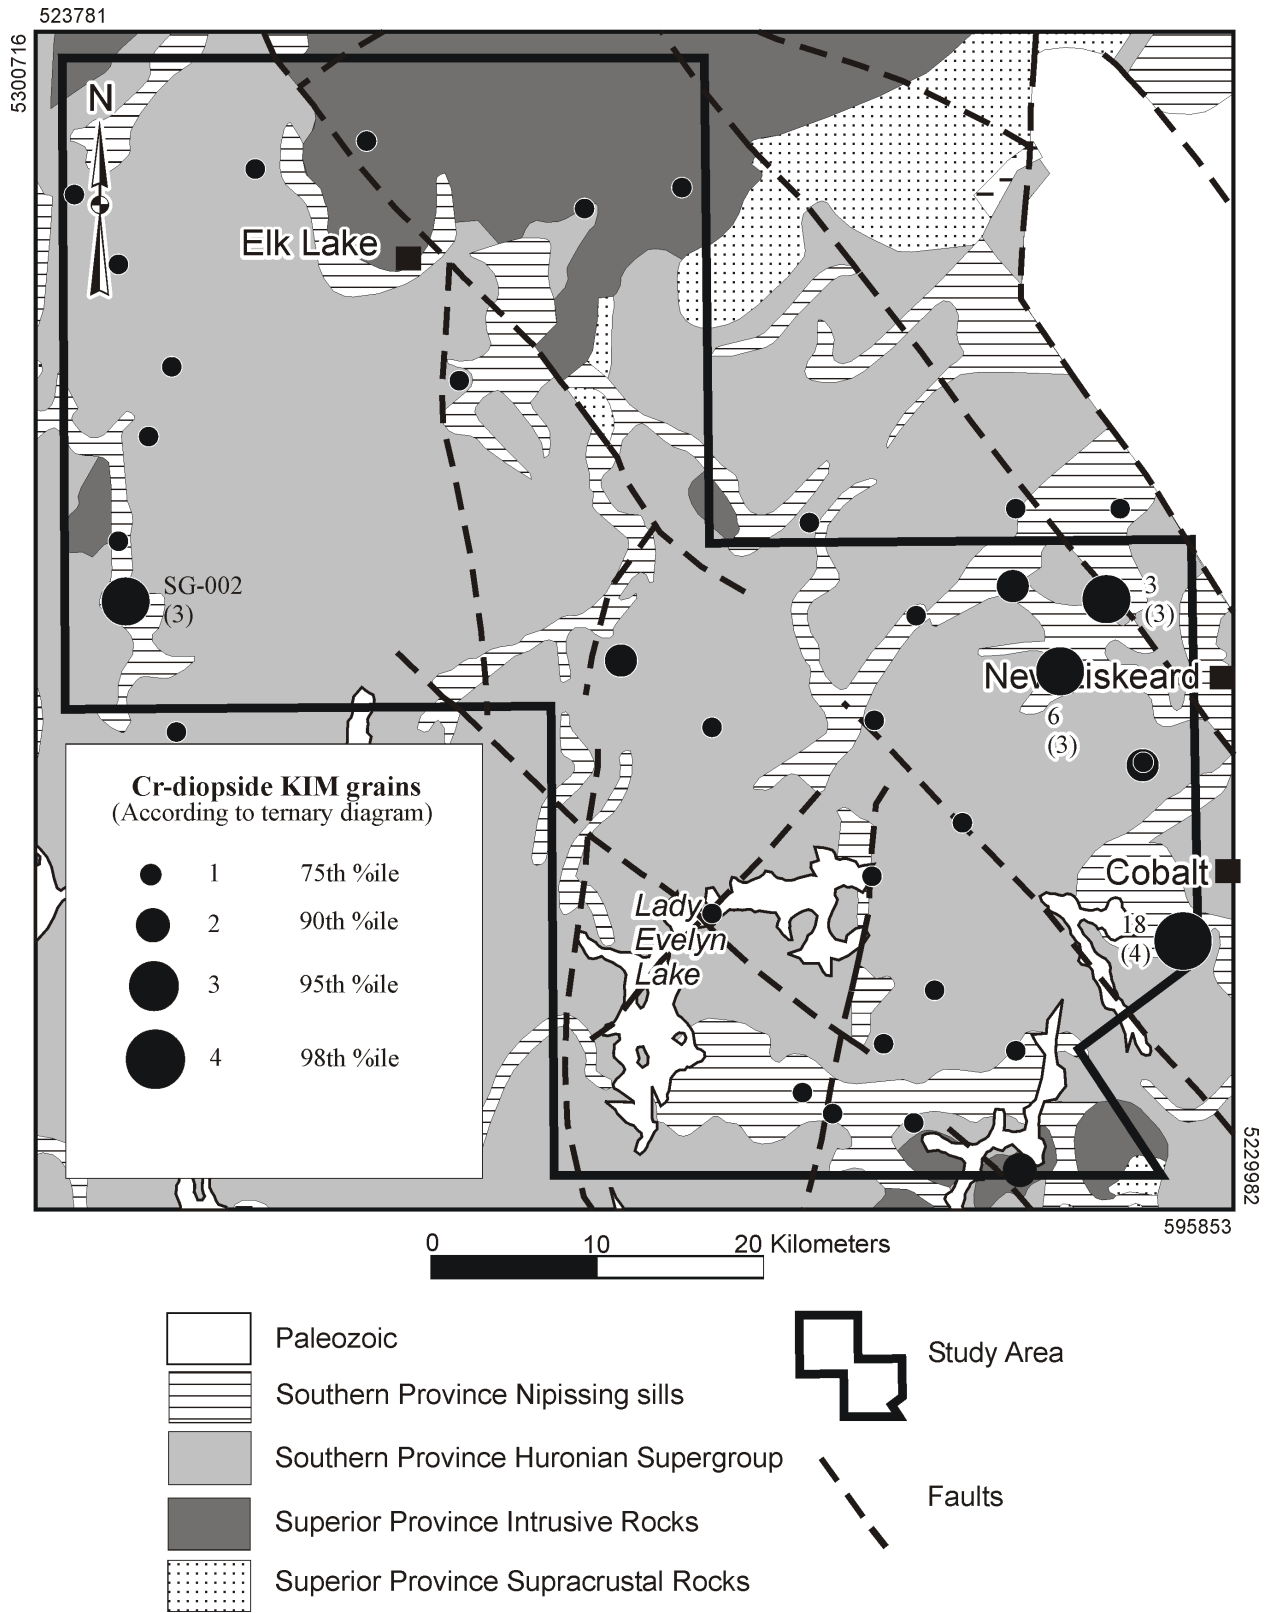 523781
5300716
N
Elk Lake
SG-002
(3)
3
(3)
New Liskeard
6
(3)
Cr-diopside KIM grains
(According to ternary diagram)
1 75th %ile
2 90th %ile
3 95th %ile
4 98th %ile
Cobalt
18
(4)
Lady
Evelyn
Lake
5229982
595853
0 10 20 Kilometers
Paleozoic
Southern Province Nipissing sills
Southern Province Huronian Supergroup
Superior Province Intrusive Rocks
Superior Province Supracrustal Rocks
Study Area
Faults